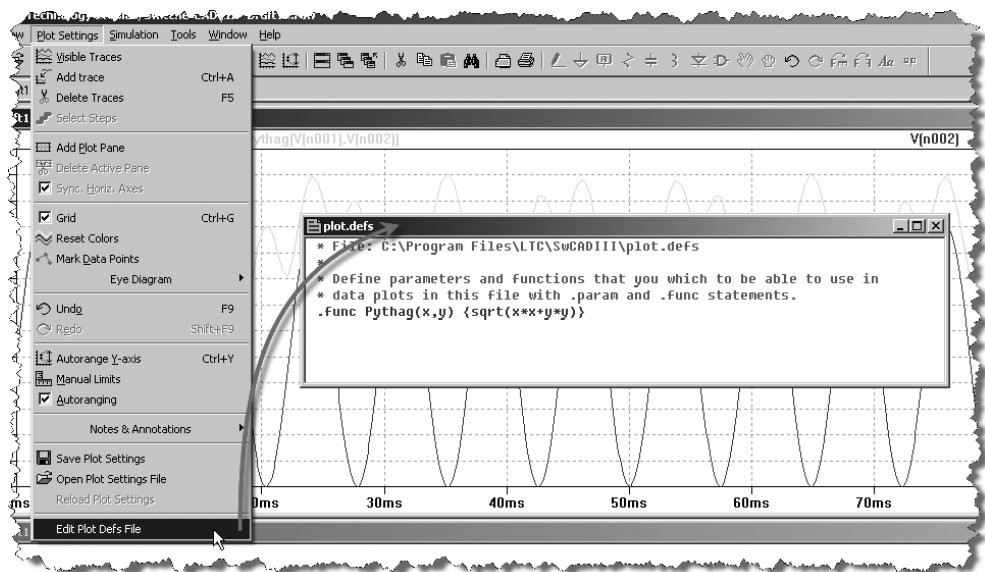 Plot Settings Simulation Tools Window Help
Visible Traces
Add trace Ctrl+A
Delete Traces F5
Select Steps
Add Plot Pane
Delete Active Pane
Sync. Horiz. Axes
Grid Ctrl+G
Reset Colors
Mark Data Points
Eye Diagram
Undo F9
Redo Shift+F9
Autorange Y-axis Ctrl+Y
Manual Limits
Autoranging
Notes & Annotations
Save Plot Settings
Open Plot Settings File
Reload Plot Settings
Edit Plot Defs File
ythag(V(n001),V(n002)) V(n002)
plot.defs
* File: C:\Program Files\LTC\SwCADIII\plot.defs
*
* Define parameters and functions that you which to be able to use in
* data plots in this file with .param and .func statements.
.func Pythag(x,y) {sqrt(x*x+y*y)}
0ms 30ms 40ms 50ms 60ms 70ms